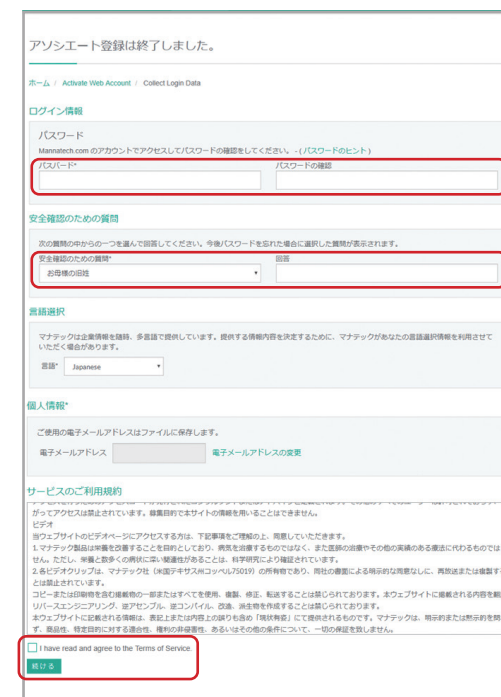 アソシエート登録は終了しました。
ホーム / Activate Web Account / Collect Login Data
ログイン情報
パスワード
Mannatech.com のアカウントでアクセスしてパスワードの確認をしてください。 - ( パスワードのヒント )
パスバード* パスワードの確認
安全確認のための質問
次の質問の中からの一つを選んで回答してください。今後パスワードを忘れた場合に選択した質問が表示されます。
安全確認のための質問* 回答
お母様の旧姓
言語選択
マナテックは企業情報を随時、多言語で提供しています。提供する情報内容を決定するために、マナテックがあなたの言語選択情報を利用させて
いただく場合があります。
言語* Japanese
個人情報*
ご使用の電子メールアドレスはファイルに保存します。
電子メールアドレス 電子メールアドレスの変更
サービスのご利用規約
がってアクセスは禁止されています。募集目的で本サイトの情報を用いることはできません。
ビデオ
当ウェブサイトのビデオページにアクセスする方は、下記事項をご理解の上、同意していただきます。
1.マナテック製品は栄養を改善することを目的としており、病気を治療するものではなく、また医師の治療やその他の実績のある療法に代わるものでは
せん。ただし、栄養と数多くの病状に深い関連性があることは、科学研究により確証されています。
2.各ビデオクリップは、マナテック社（米国テキサス州コッペル75019）の所有物であり、同社の書面による明示的な同意なしに、再放送または複製す
とは禁止されています。
コピーまたは印刷物を含む掲載物の一部またはすべてを使用、複製、修正、転送することは禁じられております。本ウェブサイトに掲載される内容を
リバースエンジニアリング、逆アセンブル、逆コンパイル、改造、派生物を作成することは禁じられております。
本ウェブサイトに記載される情報は、表記上または内容上の誤りも含め「現状有姿」にて提供されるものです。マナテックは、明示的または黙示的を問
ず、商品性、特定目的に対する適合性、権利の非侵害性、あるいはその他の条件について、一切の保証を致しません。
I have read and agree to the Terms of Service.
続ける